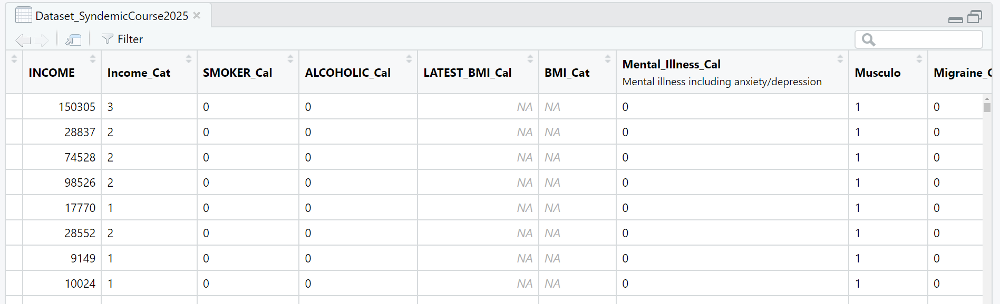 Dataset_SyndemicCourse2025
Filter
INCOME Income_Cat SMOKER_Cal ALCOHOLIC_Cal LATEST_BMI_Cal BMI_Cat Mental_Illness_Cal Musculo Migraine_C
Mental illness including anxiety/depression
150305 3 0 0 NA NA 0 1 0
28837 2 0 0 NA NA 0 1 0
74528 2 0 0 NA NA 0 1 0
98526 2 0 0 NA NA 0 1 0
17770 1 0 0 NA NA 0 1 0
28552 2 0 0 NA NA 0 1 0
9149 1 0 0 NA NA 0 1 0
10024 1 0 0 NA NA 0 1 0